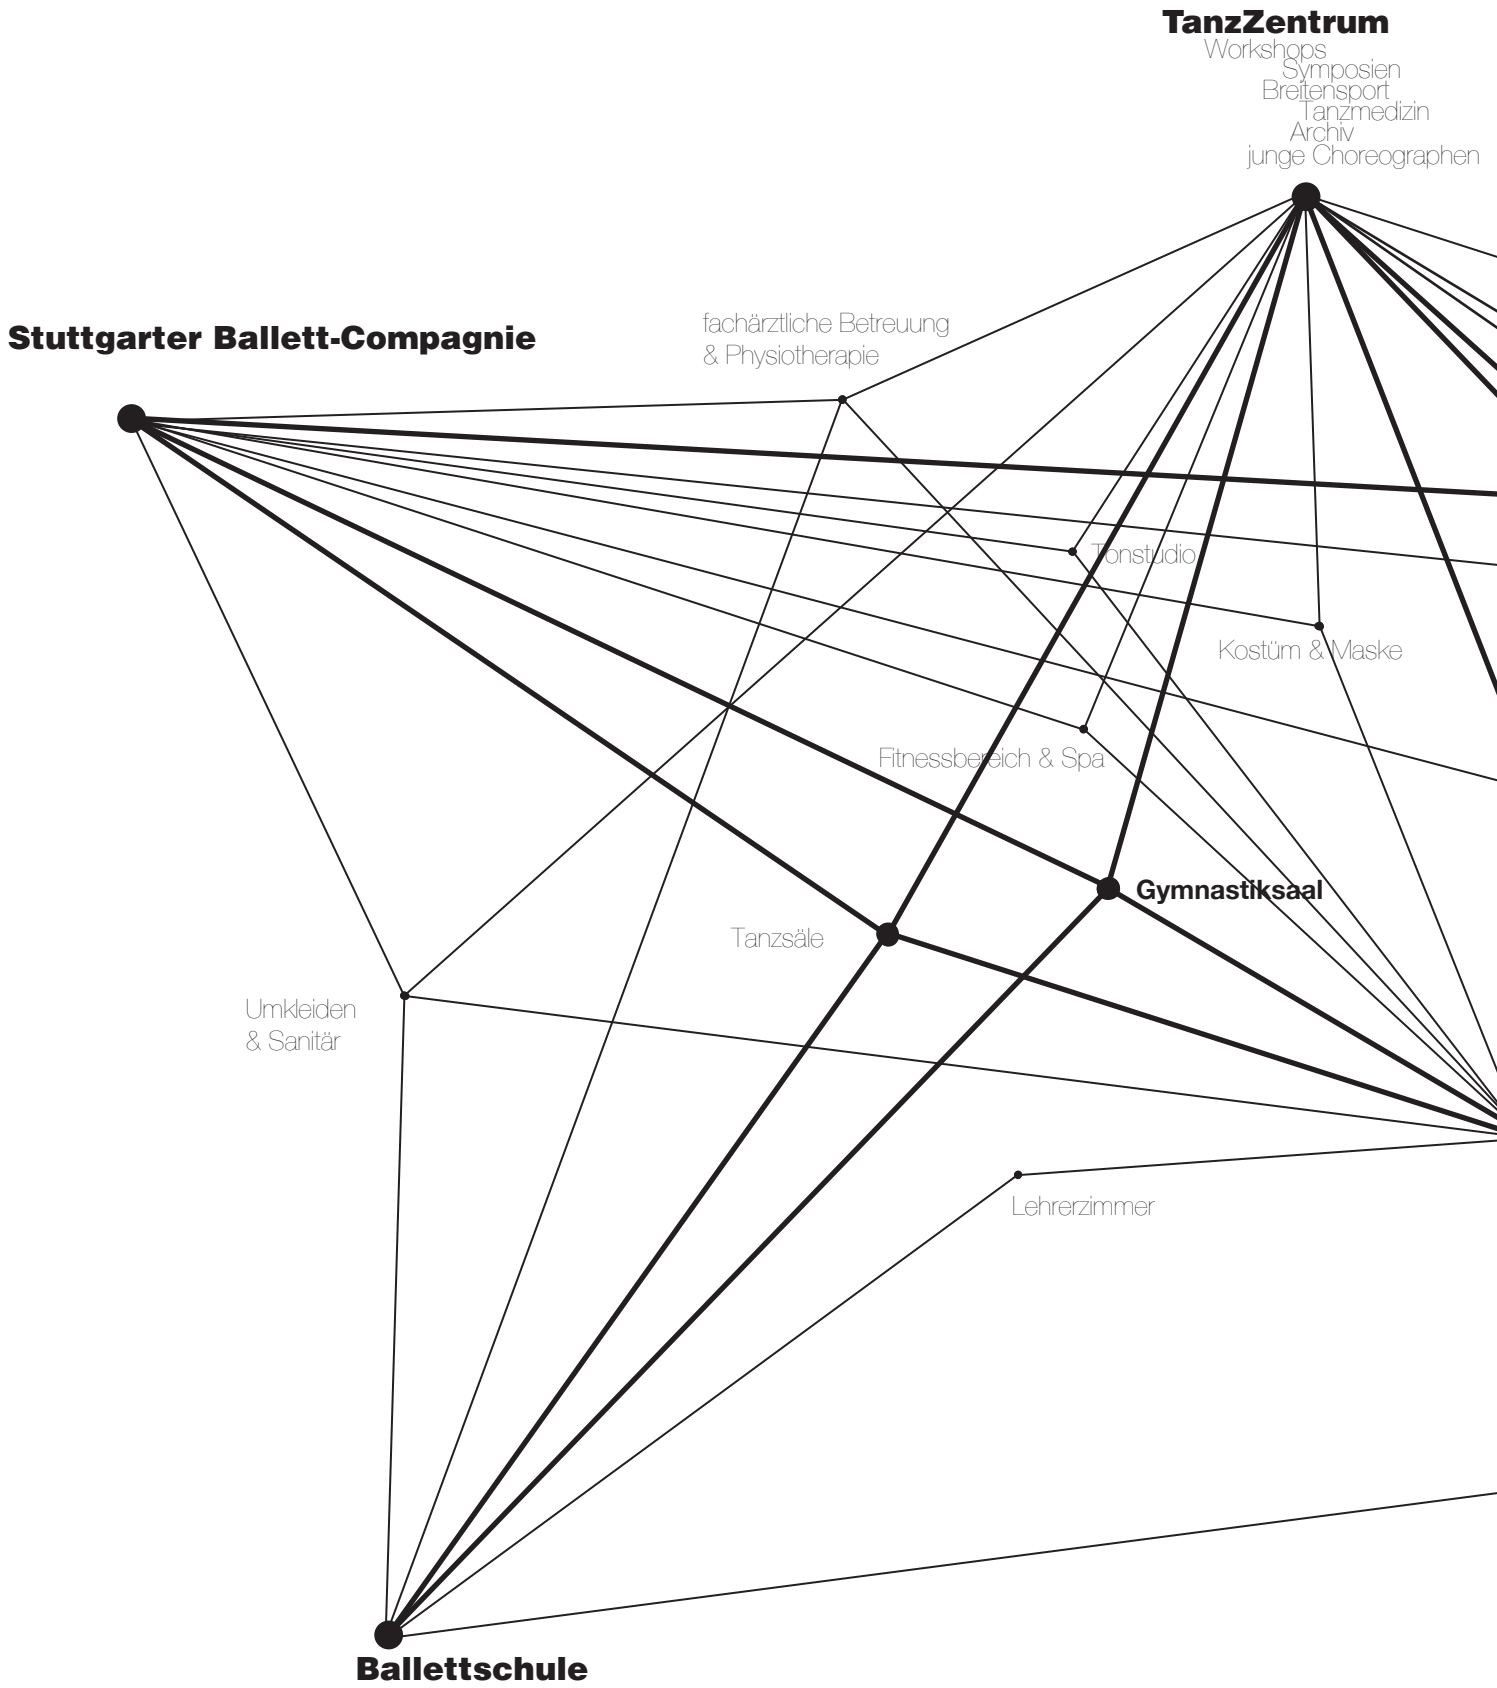 TanzZentrum
Workshops
Symposien
Breitensport
Tanzmedizin
Archiv
junge Choreographen
Stuttgarter Ballett-Compagnie
fachärztliche Betreuung
& Physiotherapie
Tonstudio
Kostüm & Maske
Fitnessbereich & Spa
Gymnastiksaal
Tanzsäle
Umkleiden
& Sanitär
Lehrerzimmer
Ballettschule